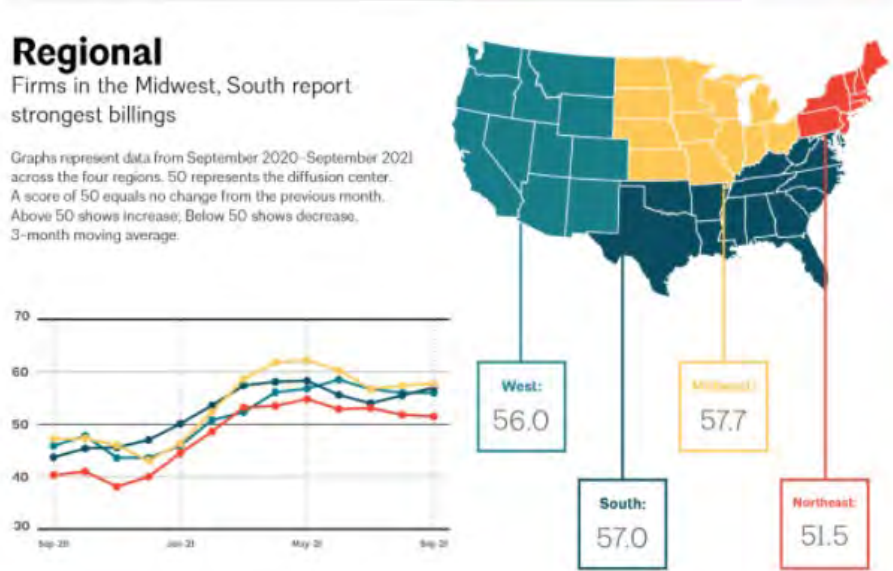 Regional
Firms in the Midwest, South report
strongest billings
Graphs represent data from September 2020–September 2021
across the four regions. 50 represents the diffusion center.
A score of 50 equals no change from the previous month.
Above 50 shows increase; Below 50 shows decrease.
3-month moving average.
70
60
50
40
30
Sep 20
Jan 21
May 21
Sep 21
West:
56.0
Midwest:
57.7
South:
57.0
Northeast:
51.5